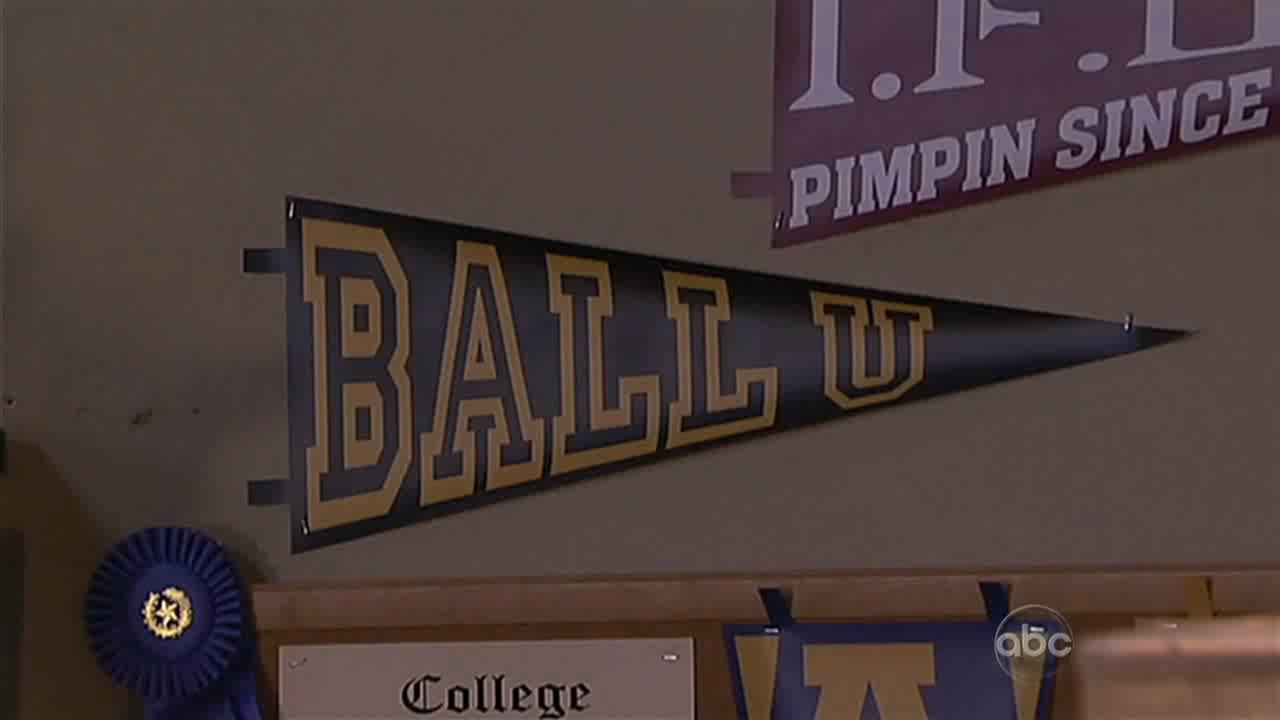 PIMPIN SINCE
BALL U
College
A
abc